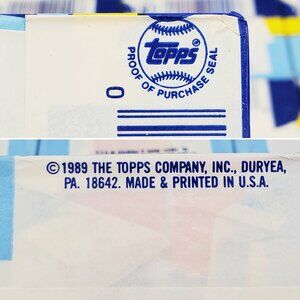 Topps
PROOF OF PURCHASE SEAL
0
©1989 THE TOPPS COMPANY, INC., DURYEA,
PA. 18642. MADE & PRINTED IN U.S.A.